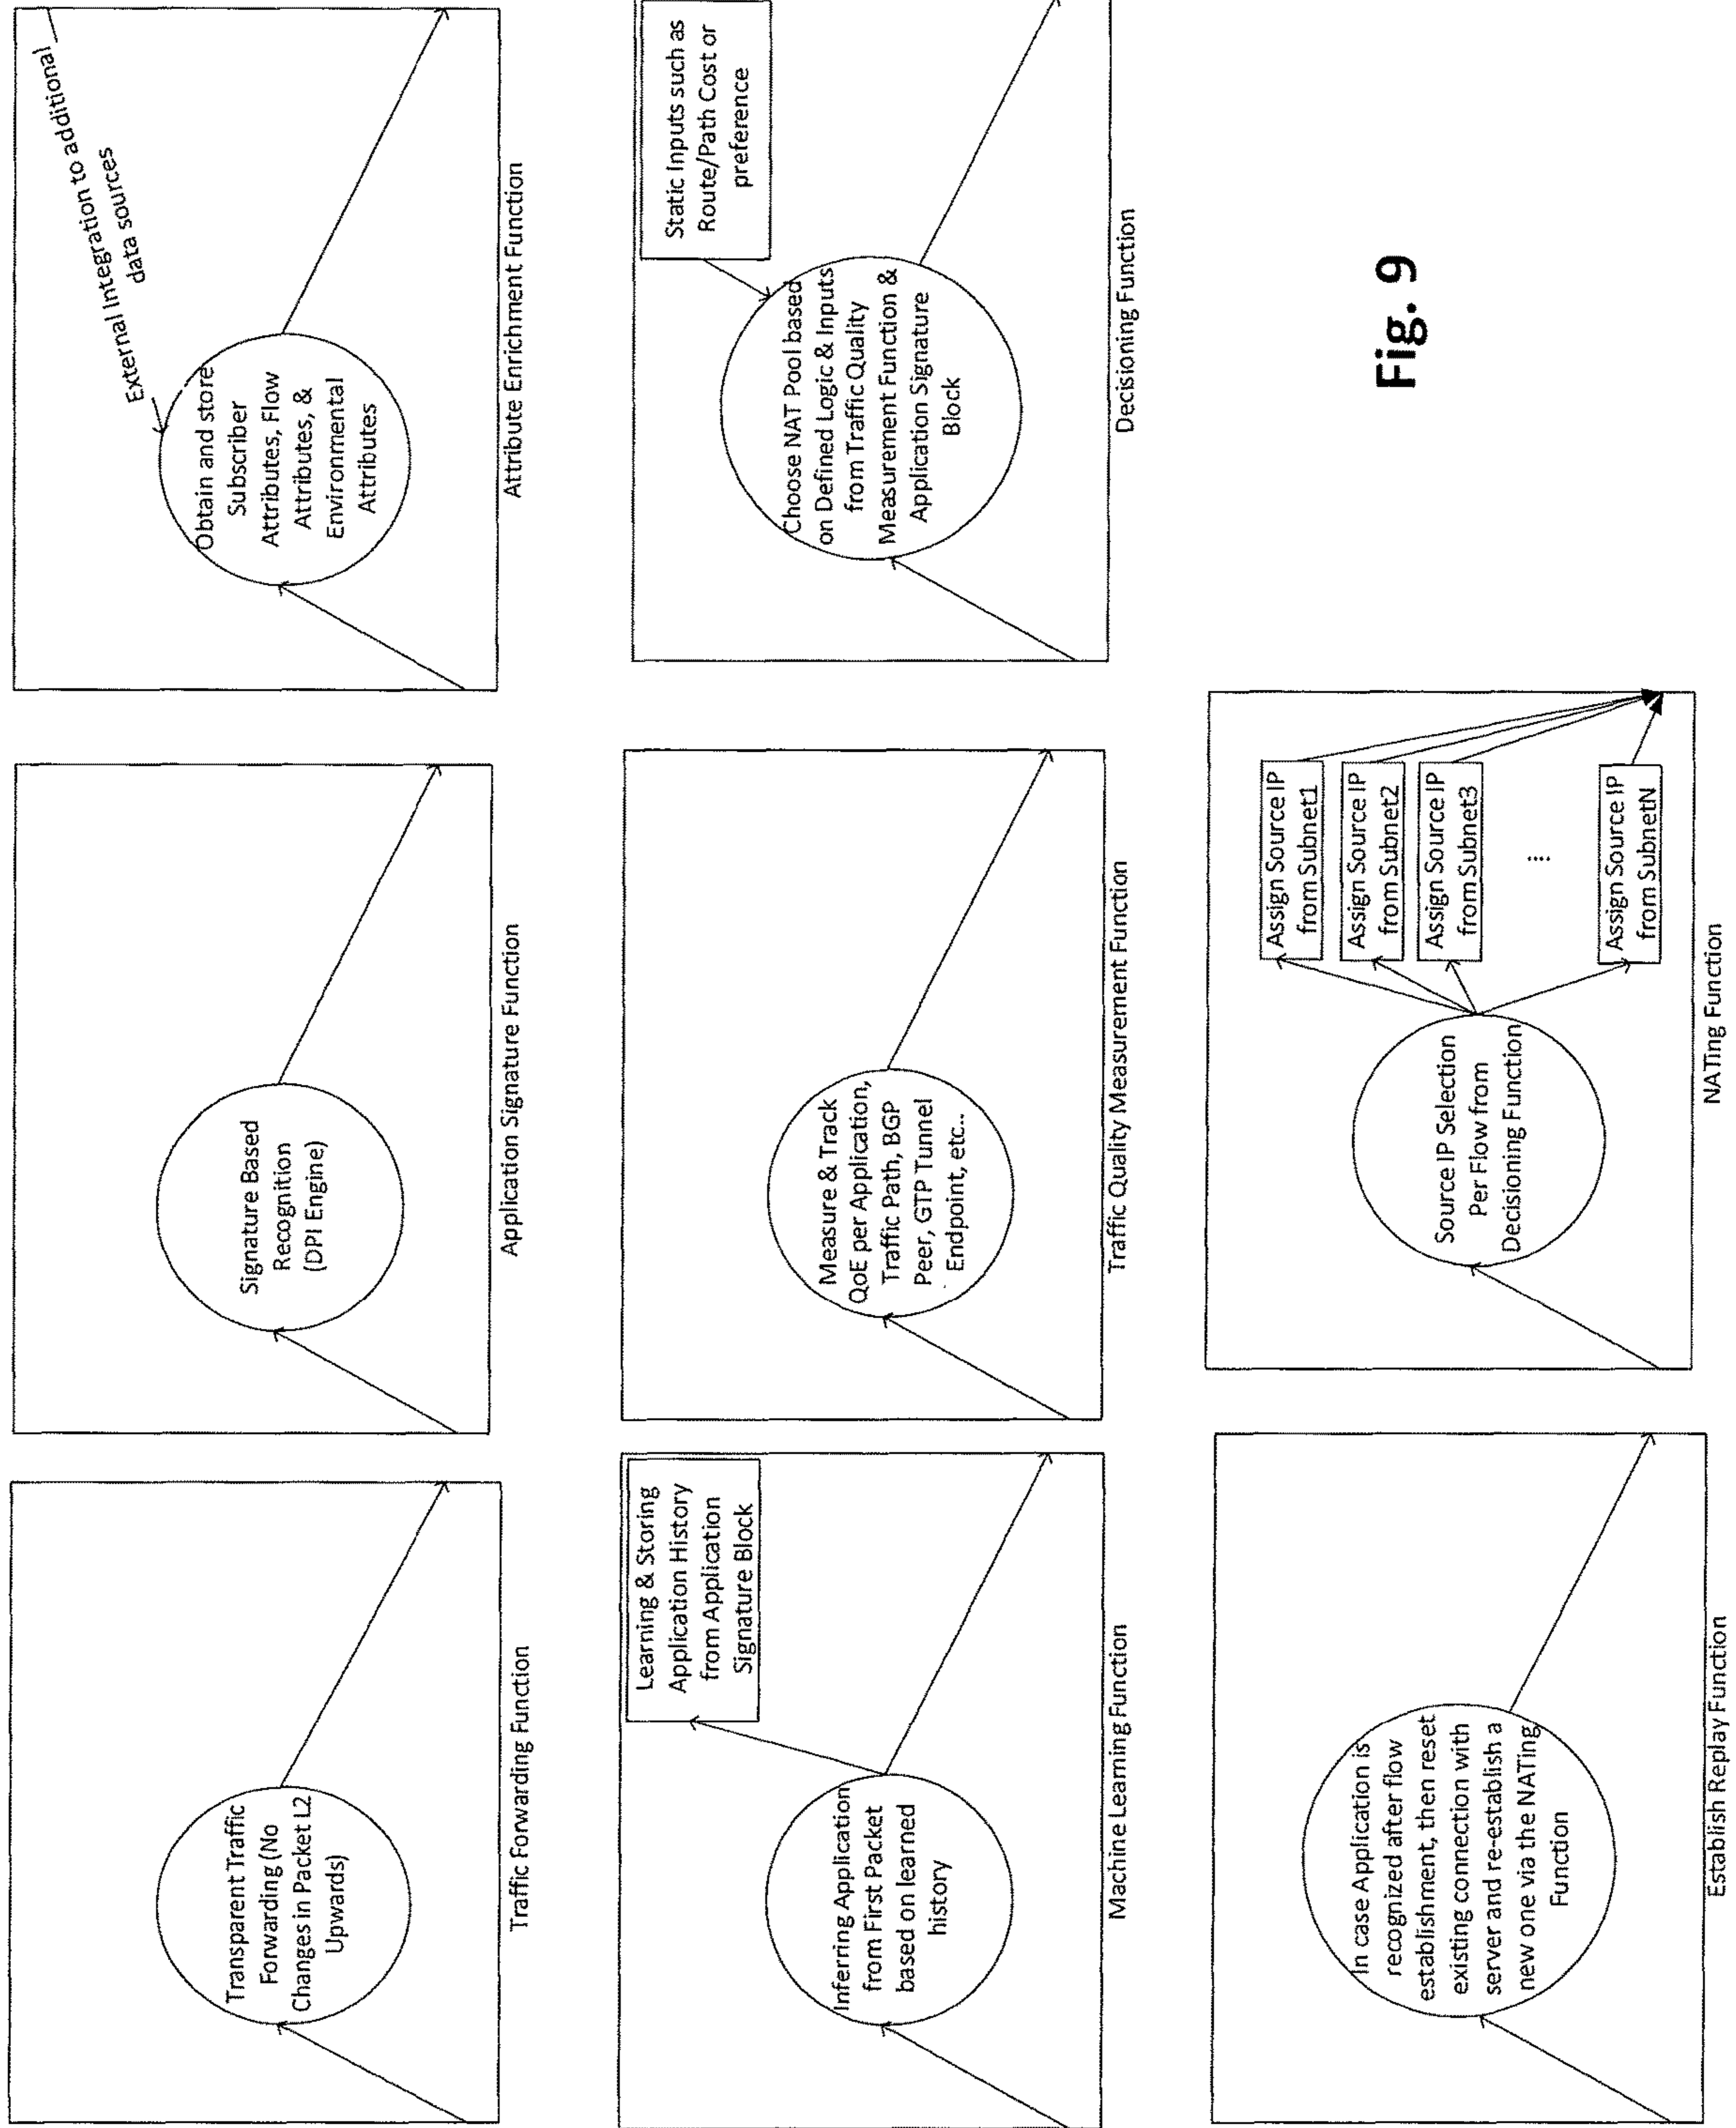 Transparent Traffic
Forwarding (No
Changes in Packet L2
Upwards)
Traffic Forwarding Function
Signature Based
Recognition
(DPI Engine)
Application Signature Function
External Integration to additional
data sources
Obtain and store
Subscriber
Attributes, Flow
Attributes, &
Environmental
Attributes
Attribute Enrichment Function
Learning & Storing
Application History
from Application
Signature Block
Inferring Application
from First Packet
based on learned
history
Machine Learning Function
Measure & Track
QoE per Application,
Traffic Path, BGP
Peer, GTP Tunnel
Endpoint, etc..
Traffic Quality Measurement Function
Static Inputs such as
Route/Path Cost or
preference
Choose NAT Pool based
on Defined Logic & Inputs
from Traffic Quality
Measurement Function &
Application Signature
Block
Decisioning Function
In case Application is
recognized after flow
establishment, then reset
existing connection with
server and re-establish a
new one via the NATing
Function
Establish Replay Function
Source IP Selection
Per Flow from
Decisioning Function
Assign Source IP
from Subnet1
Assign Source IP
from Subnet2
Assign Source IP
from Subnet3
....
Assign Source IP
from SubnetN
NATing Function
Fig. 9